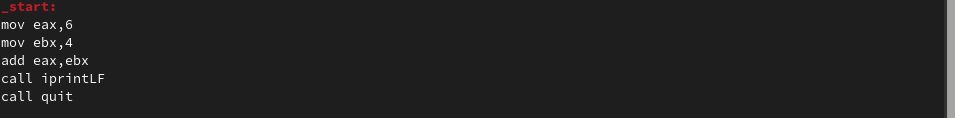 _start:
mov eax,6
mov ebx,4
add eax,ebx
call iprintLF
call quit